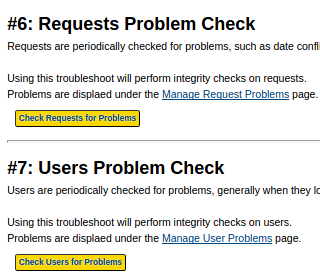 #6: Requests Problem Check
Requests are periodically checked for problems, such as date confl
Using this troubleshoot will perform integrity checks on requests.
Problems are displaed under the Manage Request Problems page.
Check Requests for Problems
#7: Users Problem Check
Users are periodically checked for problems, generally when they lo
Using this troubleshoot will perform integrity checks on users.
Problems are displaed under the Manage User Problems page.
Check Users for Problems